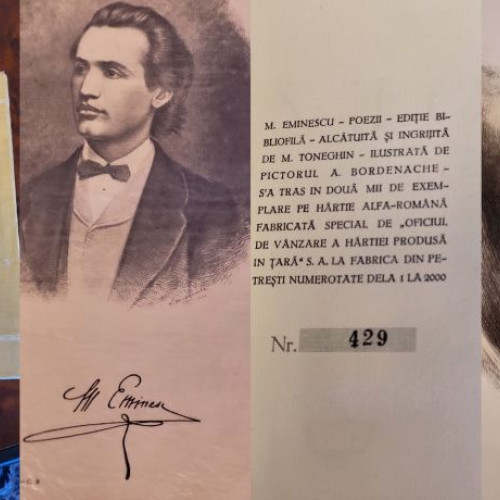 M. Eminescu
C. R
M. EMINESCU – POEZII – EDIȚIE BI-
BLIOFILĂ – ALCĂTUITĂ ȘI INGRIJITĂ
DE M. TONEGHIN – ILUSTRATĂ DE
PICTORUL A. BORDENACHE –
S'A TRAS IN DOUĂ MII DE EXEM-
PLARE PE HÂRTIE ALFA-ROMÂNĂ
FABRICATĂ SPECIAL DE „OFICIUL
DE VÂNZARE A HÂRTIEI PRODUSĂ
IN ȚARĂ“ S. A. LA FABRICA DIN PE-
TREȘTI NUMEROTATE DELA 1 LA 2000
Nr. 429